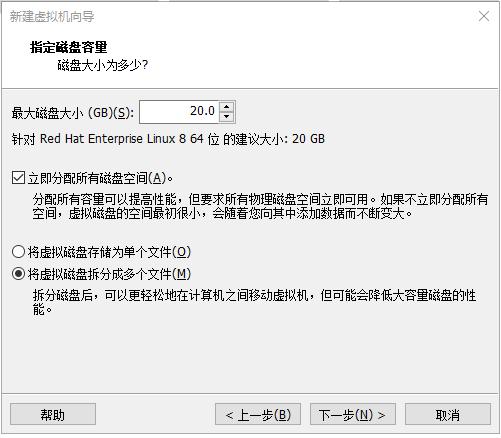 新建虚拟机向导
指定磁盘容量
磁盘大小为多少?
最大磁盘大小 (GB)(S): 20.0
针对 Red Hat Enterprise Linux 8 64 位 的建议大小: 20 GB
立即分配所有磁盘空间(A)。
分配所有容量可以提高性能，但要求所有物理磁盘空间立即可用。如果不立即分配所有
空间，虚拟磁盘的空间最初很小，会随着您向其中添加数据而不断变大。
将虚拟磁盘存储为单个文件(O)
将虚拟磁盘拆分成多个文件(M)
拆分磁盘后，可以更轻松地在计算机之间移动虚拟机，但可能会降低大容量磁盘的性
能。
帮助 < 上一步(B) 下一步(N) > 取消